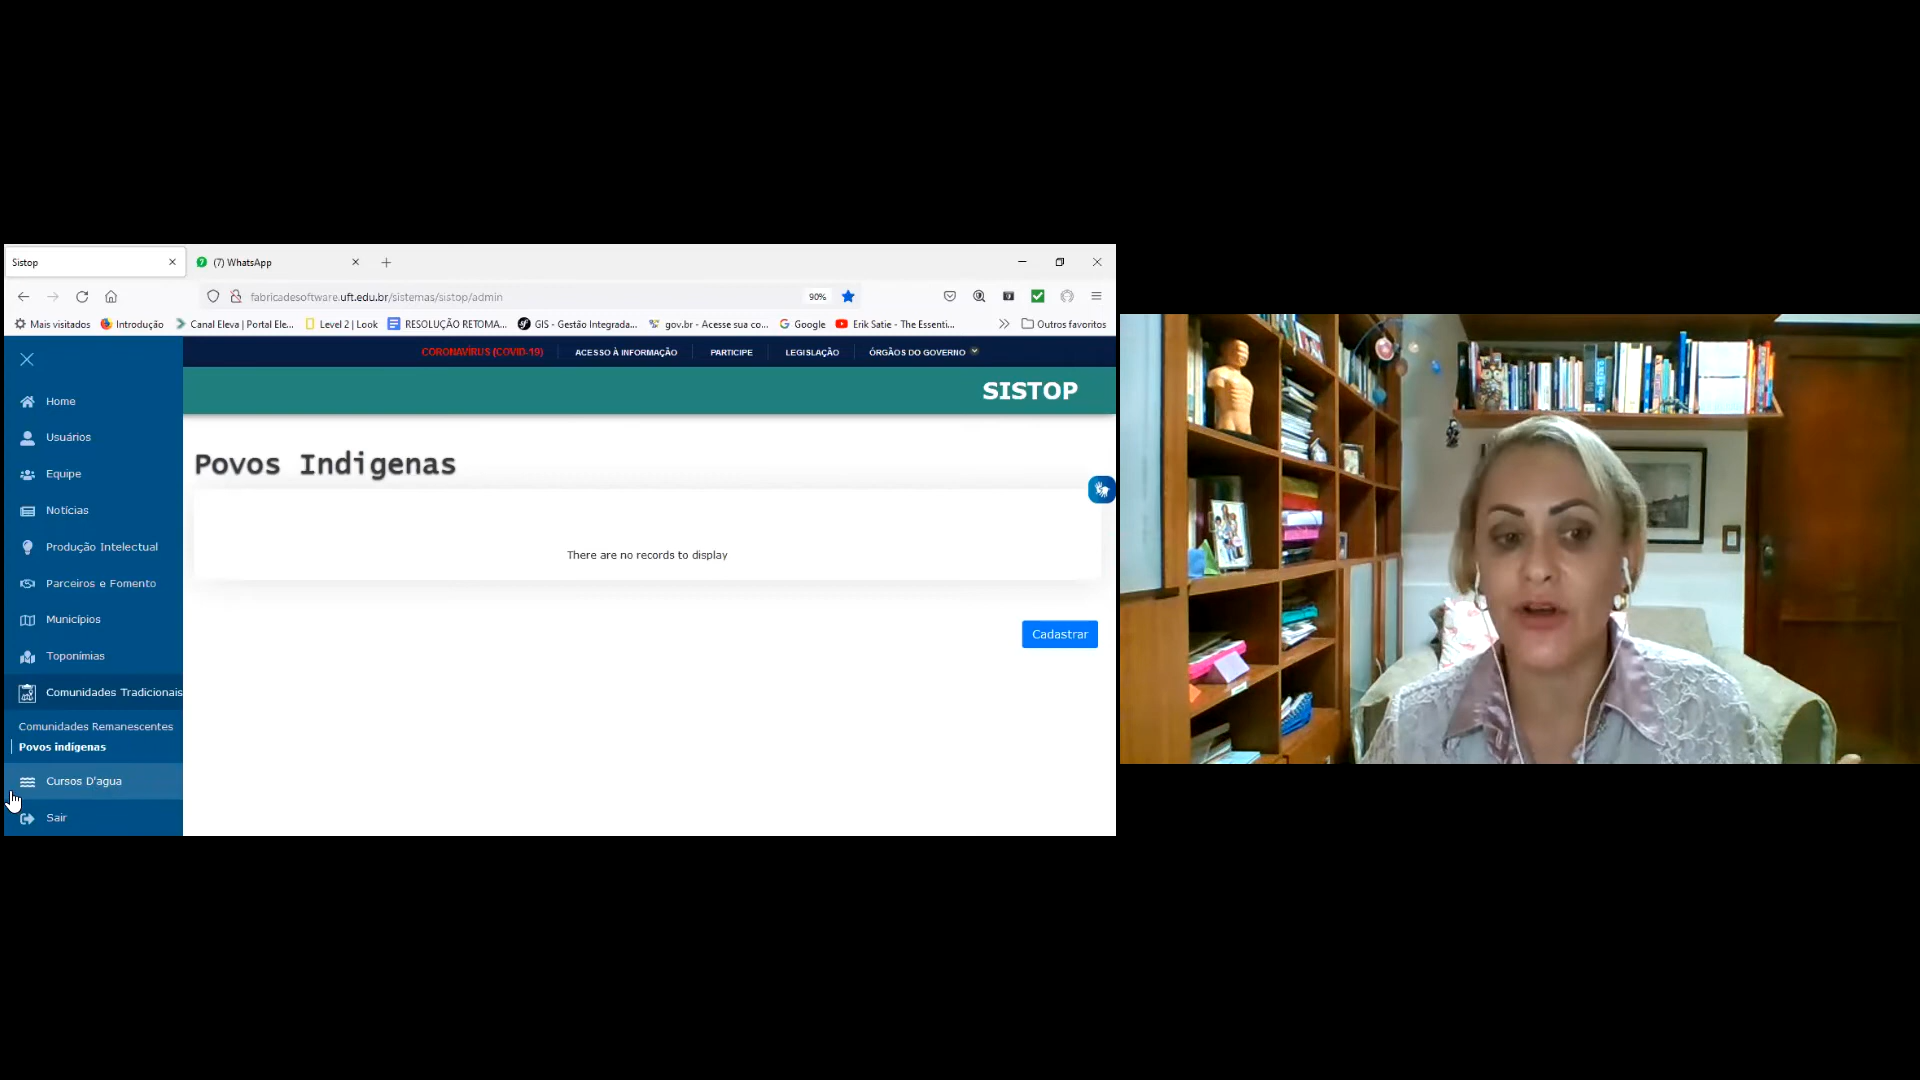 Sistop
(7) WhatsApp
fabricadesoftware.uft.edu.br/sistemas/sistop/admin
90%
Mais visitados
Introdução
Canal Eleva | Portal Ele...
Level 2 | Look
RESOLUÇÃO RETOMA...
GIS - Gestão Integrada...
gov.br - Acesse sua co...
Google
Erik Satie - The Essenti...
Outros favoritos
CORONAVÍRUS (COVID-19)
ACESSO À INFORMAÇÃO
PARTICIPE
LEGISLAÇÃO
ÓRGÃOS DO GOVERNO
SISTOP
Home
Usuários
Equipe
Notícias
Produção Intelectual
Parceiros e Fomento
Municípios
Toponímias
Comunidades Tradicionais
Comunidades Remanescentes
Povos indígenas
Cursos D'agua
Sair
Povos Indigenas
There are no records to display
Cadastrar